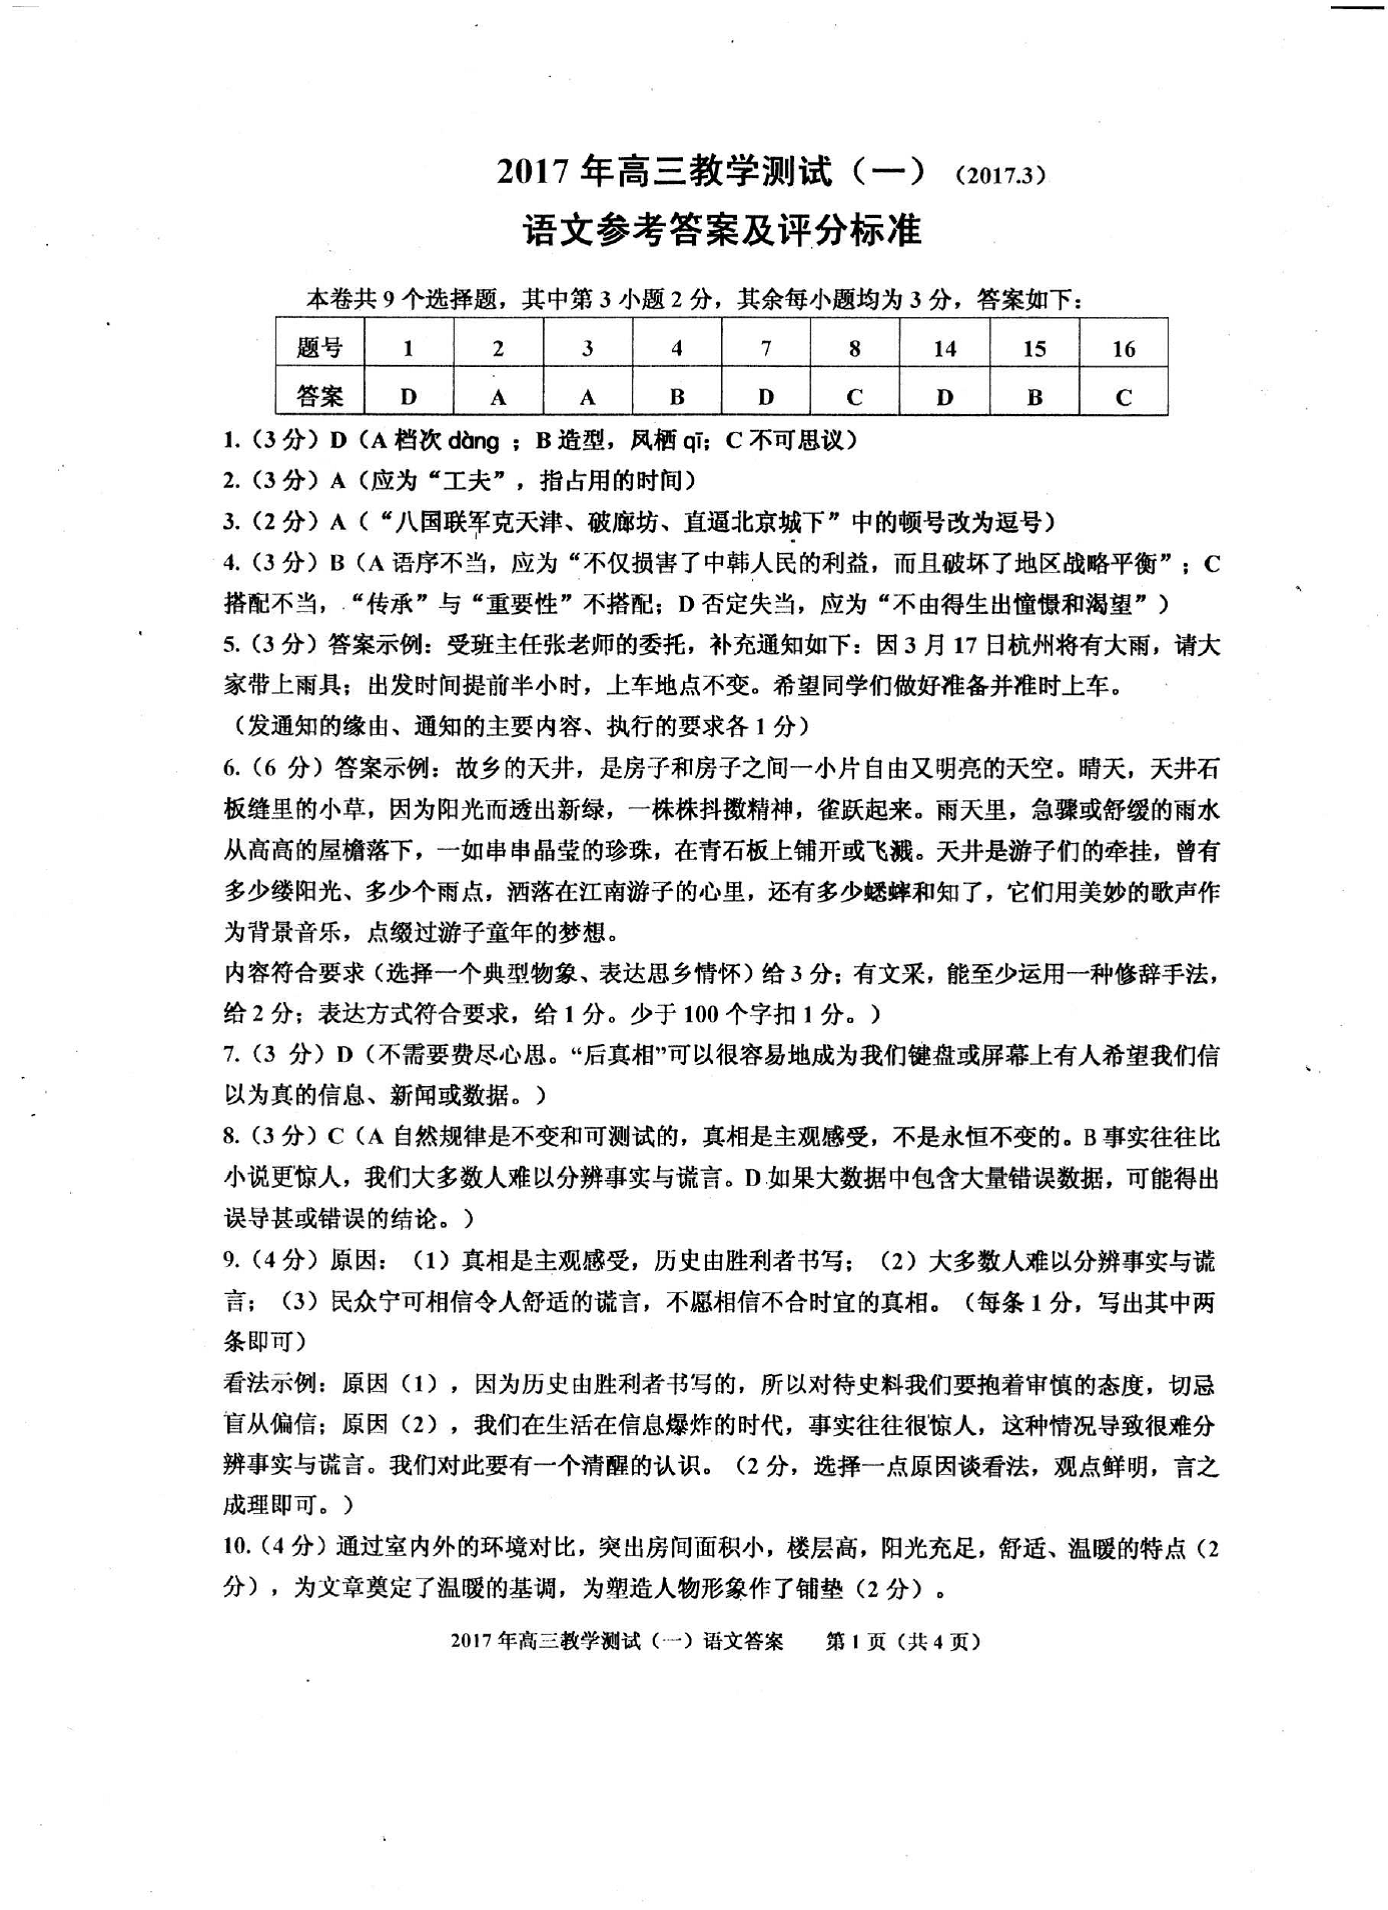 2017 年高三教学测试（一）（2017.3）
语文参考答案及评分标准
本卷共 9 个选择题，其中第 3 小题 2 分，其余每小题均为 3 分，答案如下：
题号 1 2 3 4 7 8 14 15 16
答案 D A A B D C D B C
1.（3 分）D（A 档次 dàng ；B 造型，凤栖 qī；C 不可思议）
2.（3 分）A（应为“工夫”，指占用的时间）
3.（2 分）A（“八国联军克天津、破廊坊、直逼北京城下”中的顿号改为逗号）
4.（3 分）B（A 语序不当，应为“不仅损害了中韩人民的利益，而且破坏了地区战略平衡”；C
搭配不当，“传承”与“重要性”不搭配；D 否定失当，应为“不由得生出憧憬和渴望”）
5.（3 分）答案示例：受班主任张老师的委托，补充通知如下：因 3 月 17 日杭州将有大雨，请大
家带上雨具；出发时间提前半小时，上车地点不变。希望同学们做好准备并准时上车。
（发通知的缘由、通知的主要内容、执行的要求各 1 分）
6.（6 分）答案示例：故乡的天井，是房子和房子之间一小片自由又明亮的天空。晴天，天井石
板缝里的小草，因为阳光而透出新绿，一株株抖擞精神，雀跃起来。雨天里，急骤或舒缓的雨水
从高高的屋檐落下，一如串串晶莹的珍珠，在青石板上铺开或飞溅。天井是游子们的牵挂，曾有
多少缕阳光、多少个雨点，洒落在江南游子的心里，还有多少蟋蟀和知了，它们用美妙的歌声作
为背景音乐，点缀过游子童年的梦想。
内容符合要求（选择一个典型物象、表达思乡情怀）给 3 分；有文采，能至少运用一种修辞手法，
给 2 分；表达方式符合要求，给 1 分。少于 100 个字扣 1 分。）
7.（3 分）D（不需要费尽心思。“后真相”可以很容易地成为我们键盘或屏幕上有人希望我们信
以为真的信息、新闻或数据。）
8.（3 分）C（A 自然规律是不变和可测试的，真相是主观感受，不是永恒不变的。B 事实往往比
小说更惊人，我们大多数人难以分辨事实与谎言。D 如果大数据中包含大量错误数据，可能得出
误导甚或错误的结论。）
9.（4 分）原因：（1）真相是主观感受，历史由胜利者书写；（2）大多数人难以分辨事实与谎
言；（3）民众宁可相信令人舒适的谎言，不愿相信不合时宜的真相。（每条 1 分，写出其中两
条即可）
看法示例：原因（1），因为历史由胜利者书写的，所以对待史料我们要抱着审慎的态度，切忌
盲从偏信；原因（2），我们在生活在信息爆炸的时代，事实往往很惊人，这种情况导致很难分
辨事实与谎言。我们对此要有一个清醒的认识。（2 分，选择一点原因谈看法，观点鲜明，言之
成理即可。）
10.（4 分）通过室内外的环境对比，突出房间面积小，楼层高，阳光充足，舒适、温暖的特点（2
分），为文章奠定了温暖的基调，为塑造人物形象作了铺垫（2 分）。
2017 年高三教学测试（一）语文答案 第 1 页（共 4 页）